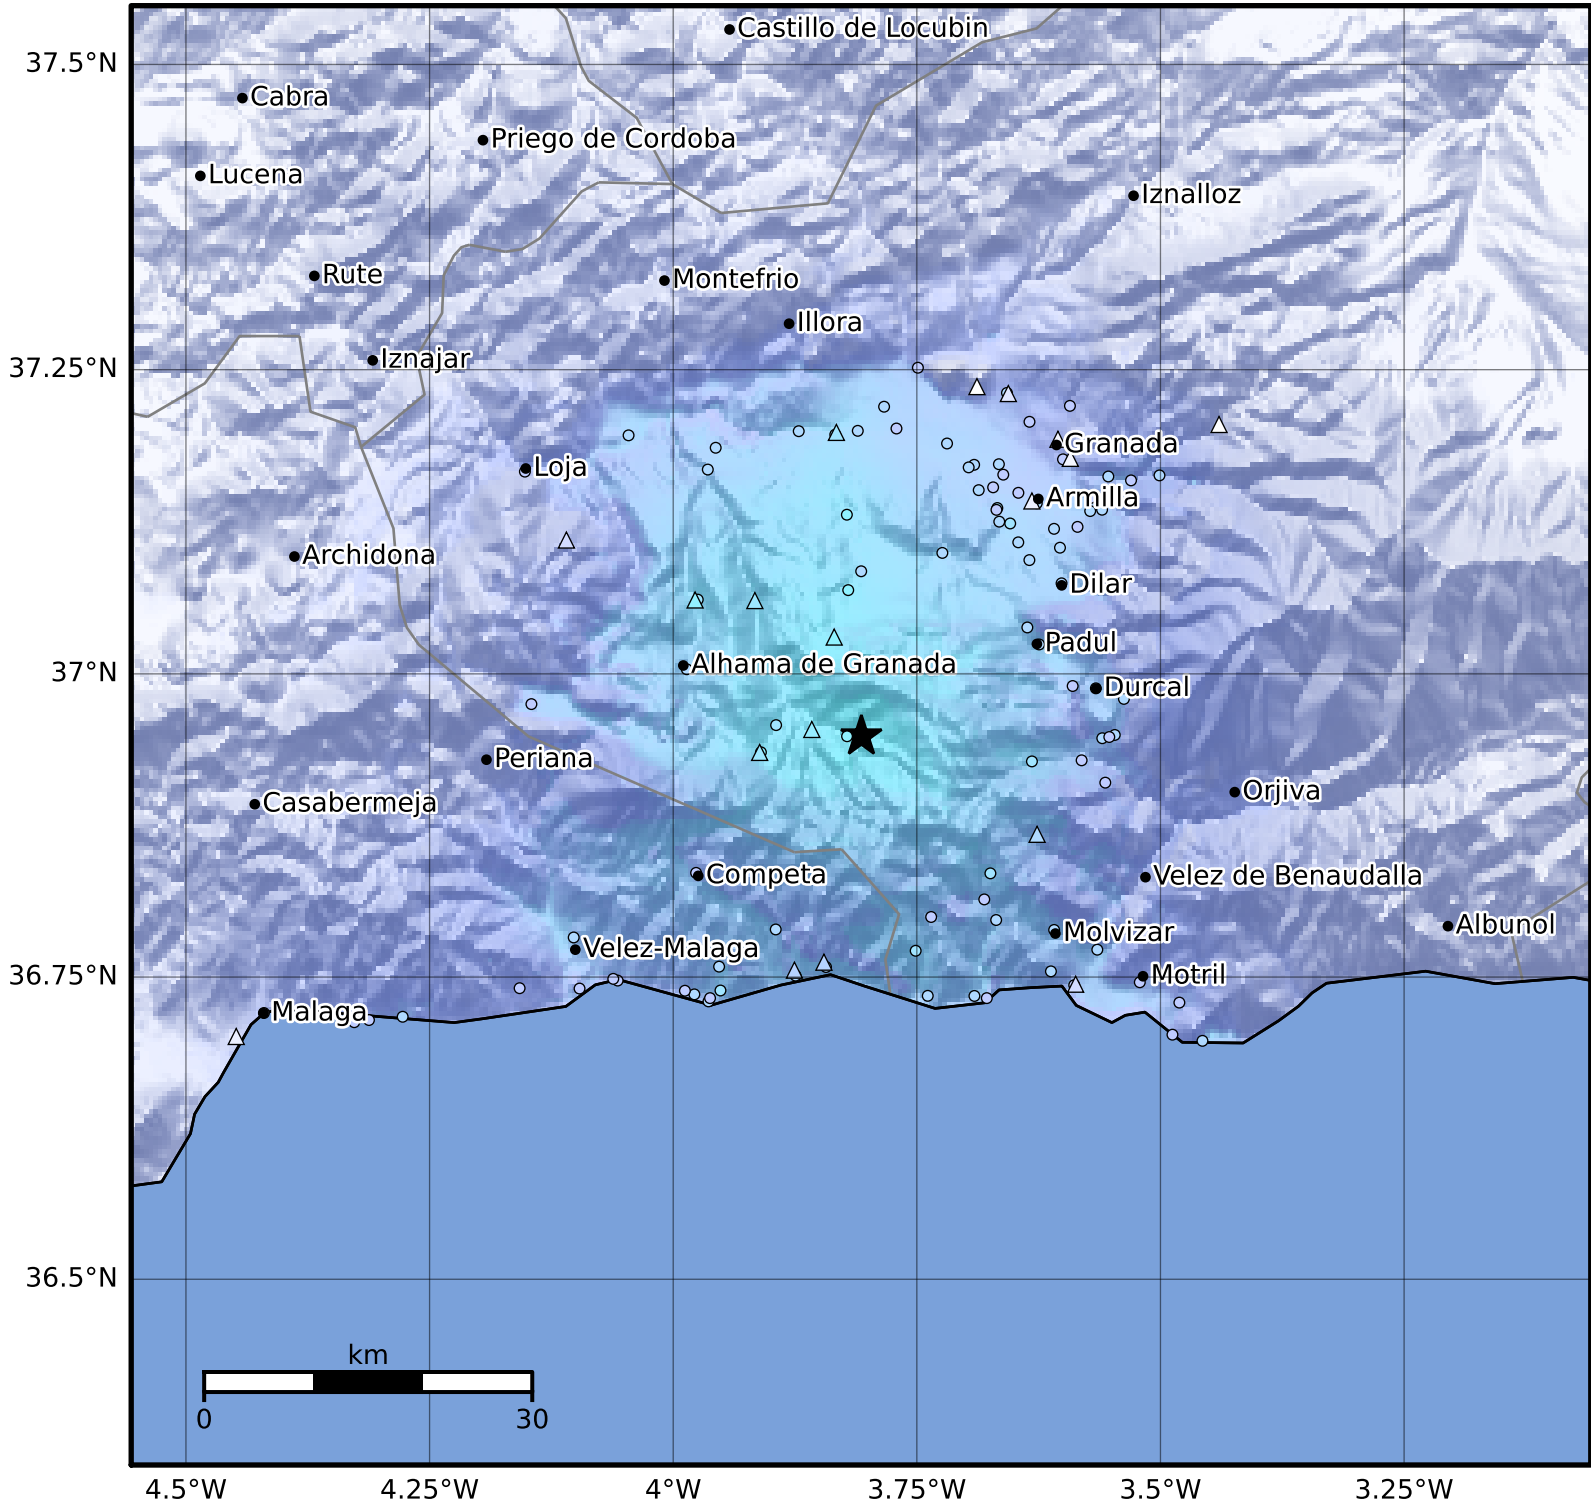 Castillo de Locubin
37.5°N
Cabra
Priego de Cordoba
Lucena
Iznalloz
Rute
Montefrio
Illora
Iznajar
37.25°N
Granada
Loja
Armilla
Archidona
Dilar
Padul
Alhama de Granada
37°N
Durcal
Periana
Orjiva
Casabermeja
Competa
Velez de Benaudalla
Albunol
Molvizar
Velez-Malaga
36.75°N
Motril
Malaga
36.5°N
km
0 30
4.5°W 4.25°W 4°W 3.75°W 3.5°W 3.25°W